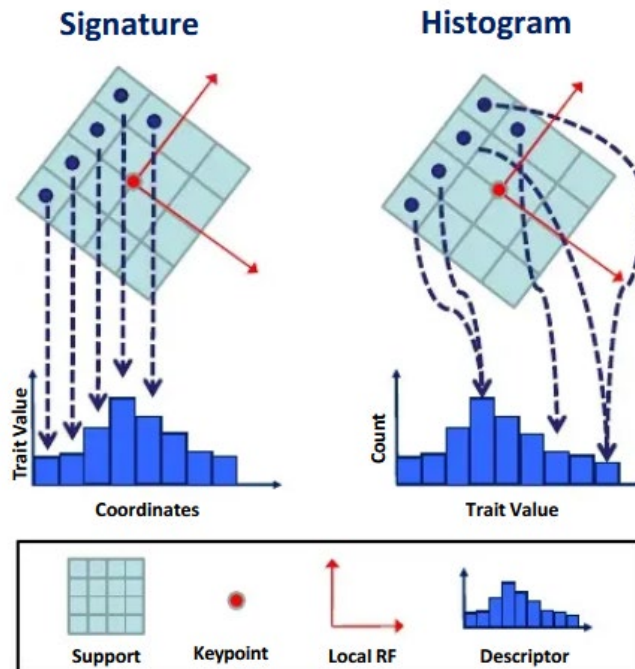 Signature
Histogram
Trait Value
Coordinates
Count
Trait Value
Support
Keypoint
Local RF
Descriptor